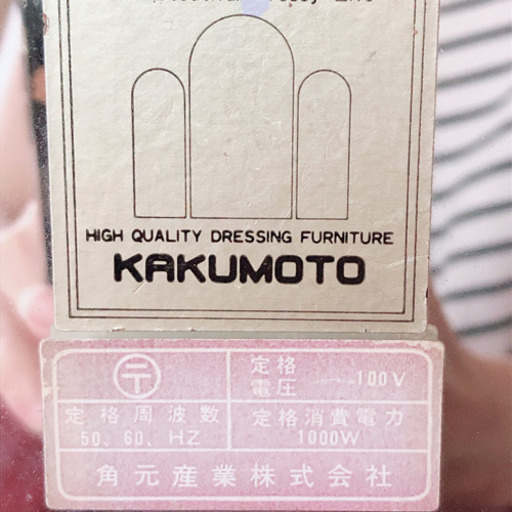 HIGH QUALITY DRESSING FURNITURE
KAKUMOTO
定格
電圧 100V
定格周波数
50、60、HZ
定格消費電力
1000W
角元産業株式会社